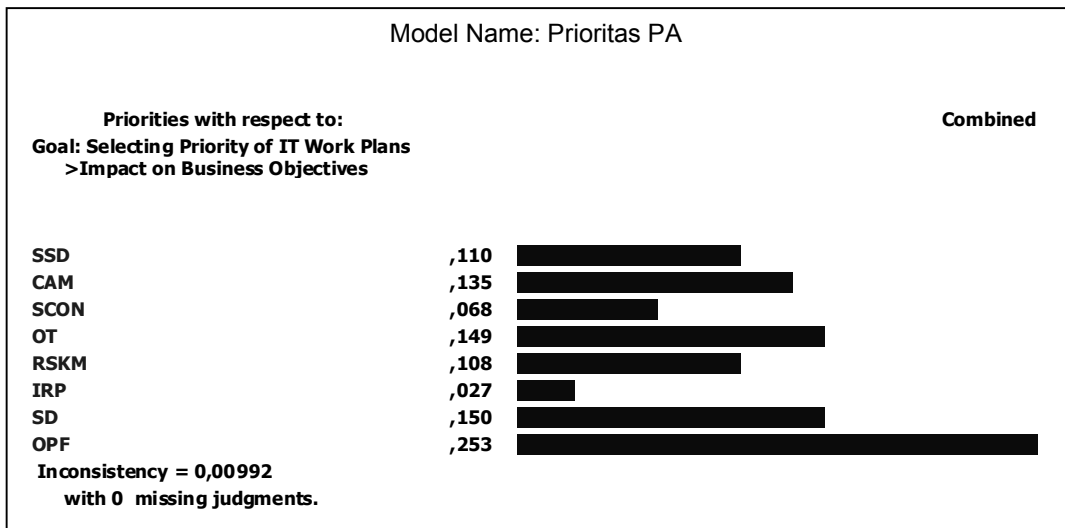 Model Name: Prioritas PA
Priorities with respect to: Combined
Goal: Selecting Priority of IT Work Plans
>Impact on Business Objectives
SSD ,110
CAM ,135
SCON ,068
OT ,149
RSKM ,108
IRP ,027
SD ,150
OPF ,253
Inconsistency = 0,00992
with 0 missing judgments.